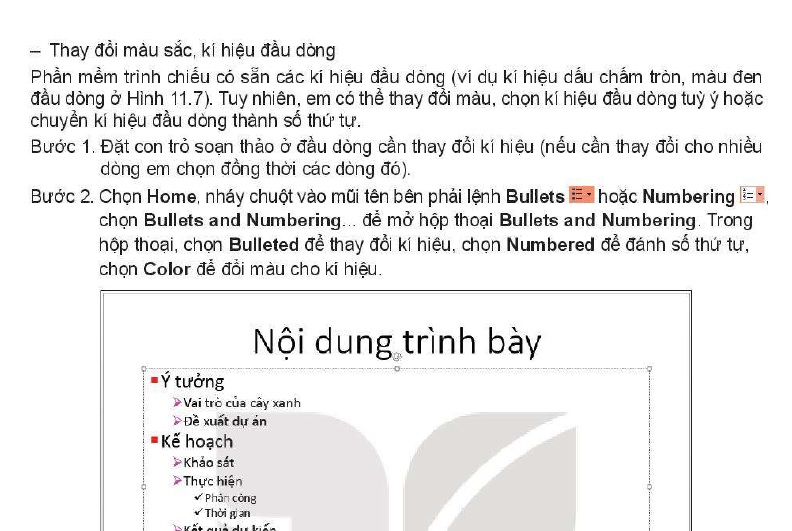 – Thay đổi màu sắc, kí hiệu đầu dòng
Phần mềm trình chiếu có sẵn các kí hiệu đầu dòng (ví dụ kí hiệu dấu chấm tròn, màu đen
đầu dòng ở Hình 11.7). Tuy nhiên, em có thể thay đổi màu, chọn kí hiệu đầu dòng tuỳ ý hoặc
chuyển kí hiệu đầu dòng thành số thứ tự.
Bước 1. Đặt con trỏ soạn thảo ở đầu dòng cần thay đổi kí hiệu (nếu cần thay đổi cho nhiều
dòng em chọn đồng thời các dòng đó).
Bước 2. Chọn Home, nháy chuột vào mũi tên bên phải lệnh Bullets hoặc Numbering ,
chọn Bullets and Numbering... để mở hộp thoại Bullets and Numbering. Trong
hộp thoại, chọn Bulleted để thay đổi kí hiệu, chọn Numbered để đánh số thứ tự,
chọn Color để đổi màu cho kí hiệu.
Nội dung trình bày
Ý tưởng
Vai trò của cây xanh
Đề xuất dự án
Kế hoạch
Khảo sát
Thực hiện
Phân công
Thời gian
Kết quả dự kiến